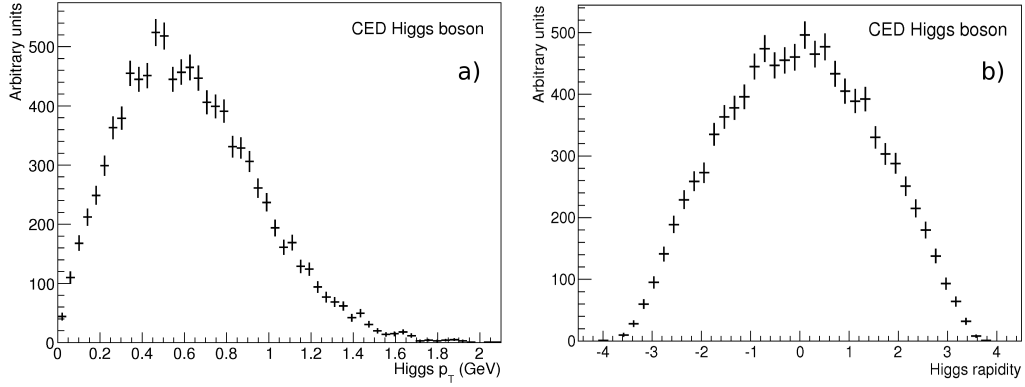 Arbitrary units
500
400
300
200
100
0
CED Higgs boson
a)
0 0.2 0.4 0.6 0.8 1 1.2 1.4 1.6 1.8 2
Higgs p_T (GeV)
Arbitrary units
500
400
300
200
100
0
CED Higgs boson
b)
-4 -3 -2 -1 0 1 2 3 4
Higgs rapidity